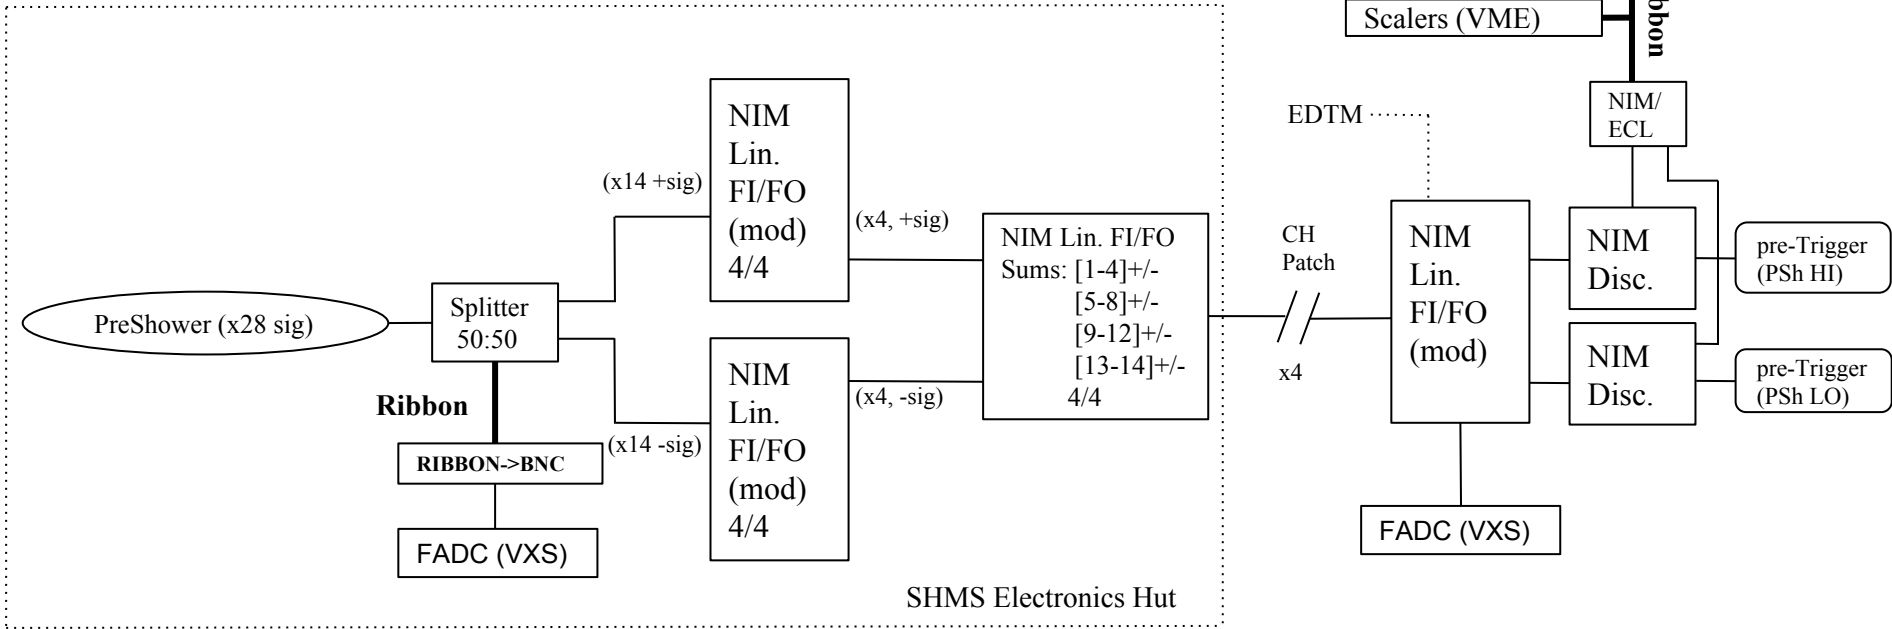 Scalers (VME)
NIM/
ECL
EDTM
NIM
Lin.
FI/FO
(mod)
4/4
(x14 +sig)
(x4, +sig)
NIM Lin. FI/FO
Sums: [1-4]+/-
[5-8]+/-
[9-12]+/-
[13-14]+/-
4/4
CH
Patch
x4
NIM
Lin.
FI/FO
(mod)
NIM
Disc.
pre-Trigger
(PSh HI)
PreShower (x28 sig)
Splitter
50:50
NIM
Lin.
FI/FO
(mod)
4/4
(x4, -sig)
(x14 -sig)
NIM
Disc.
pre-Trigger
(PSh LO)
Ribbon
RIBBON->BNC
FADC (VXS)
FADC (VXS)
SHMS Electronics Hut